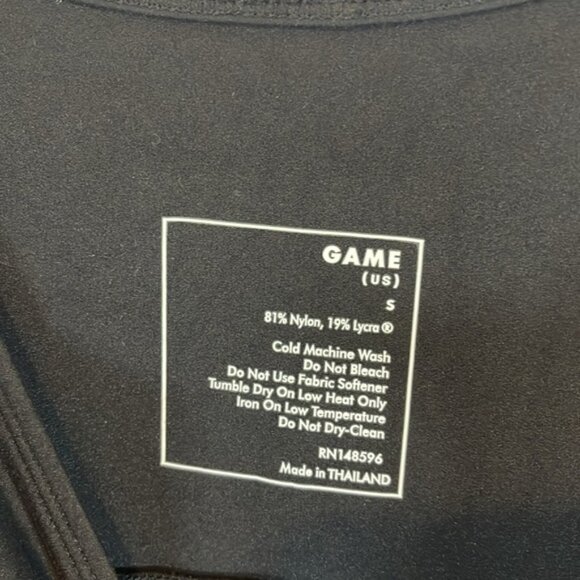 GAME
(US)
S
81% Nylon, 19% Lycra ®
Cold Machine Wash
Do Not Bleach
Do Not Use Fabric Softener
Tumble Dry On Low Heat Only
Iron On Low Temperature
Do Not Dry-Clean
RN148596
Made in THAILAND